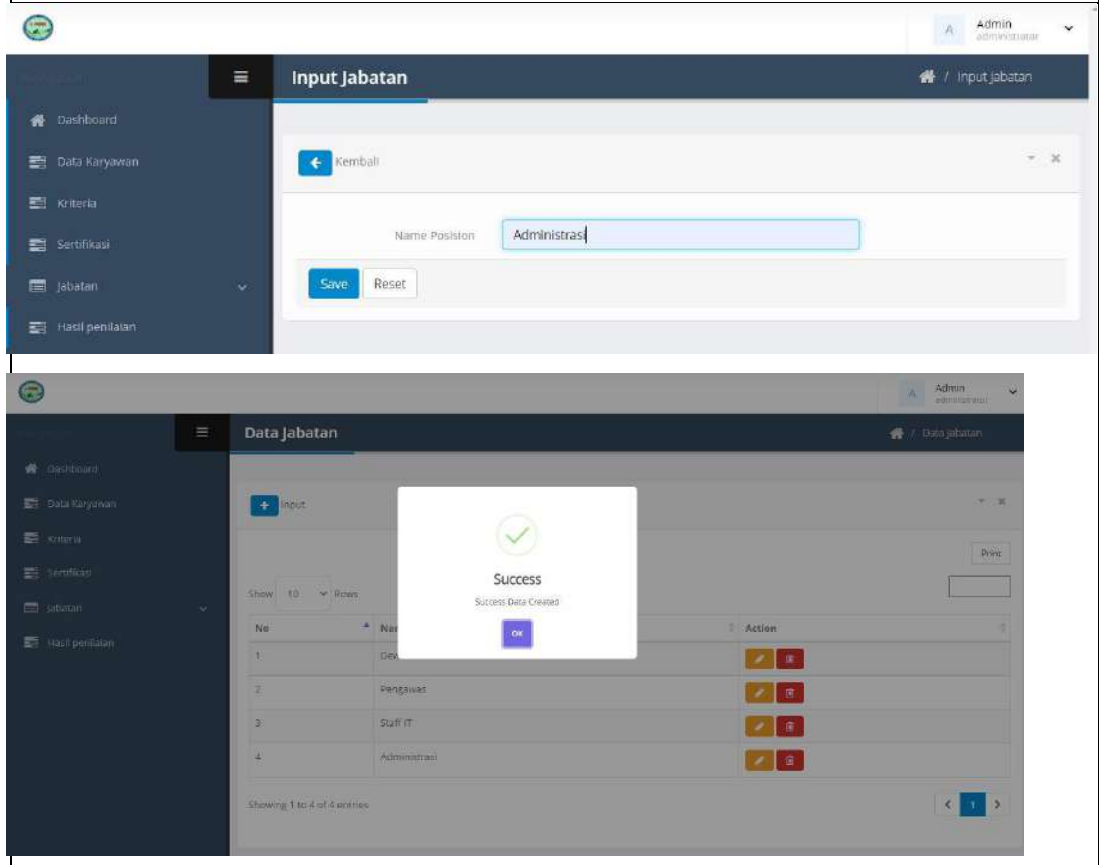 A Admin
administrator
Input Jabatan
/ Input Jabatan
Dashboard
Data Karyawan
Kriteria
Sertifikasi
Jabatan
Hasil penilaian
Kembali
Name Posiston
Administrasi
Save Reset
A Admin
administrator
Data Jabatan
/ Data Jabatan
Dashboard
Data Karyawan
Kriteria
Sertifikasi
Jabatan
Hasil penilaian
Input
Print
Show 10 Rows
Success
Success Data Created
OK
No Action
1
2 Pengawas
3 Staff IT
4 Administrasi
Showing 1 to 4 of 4 entries
1